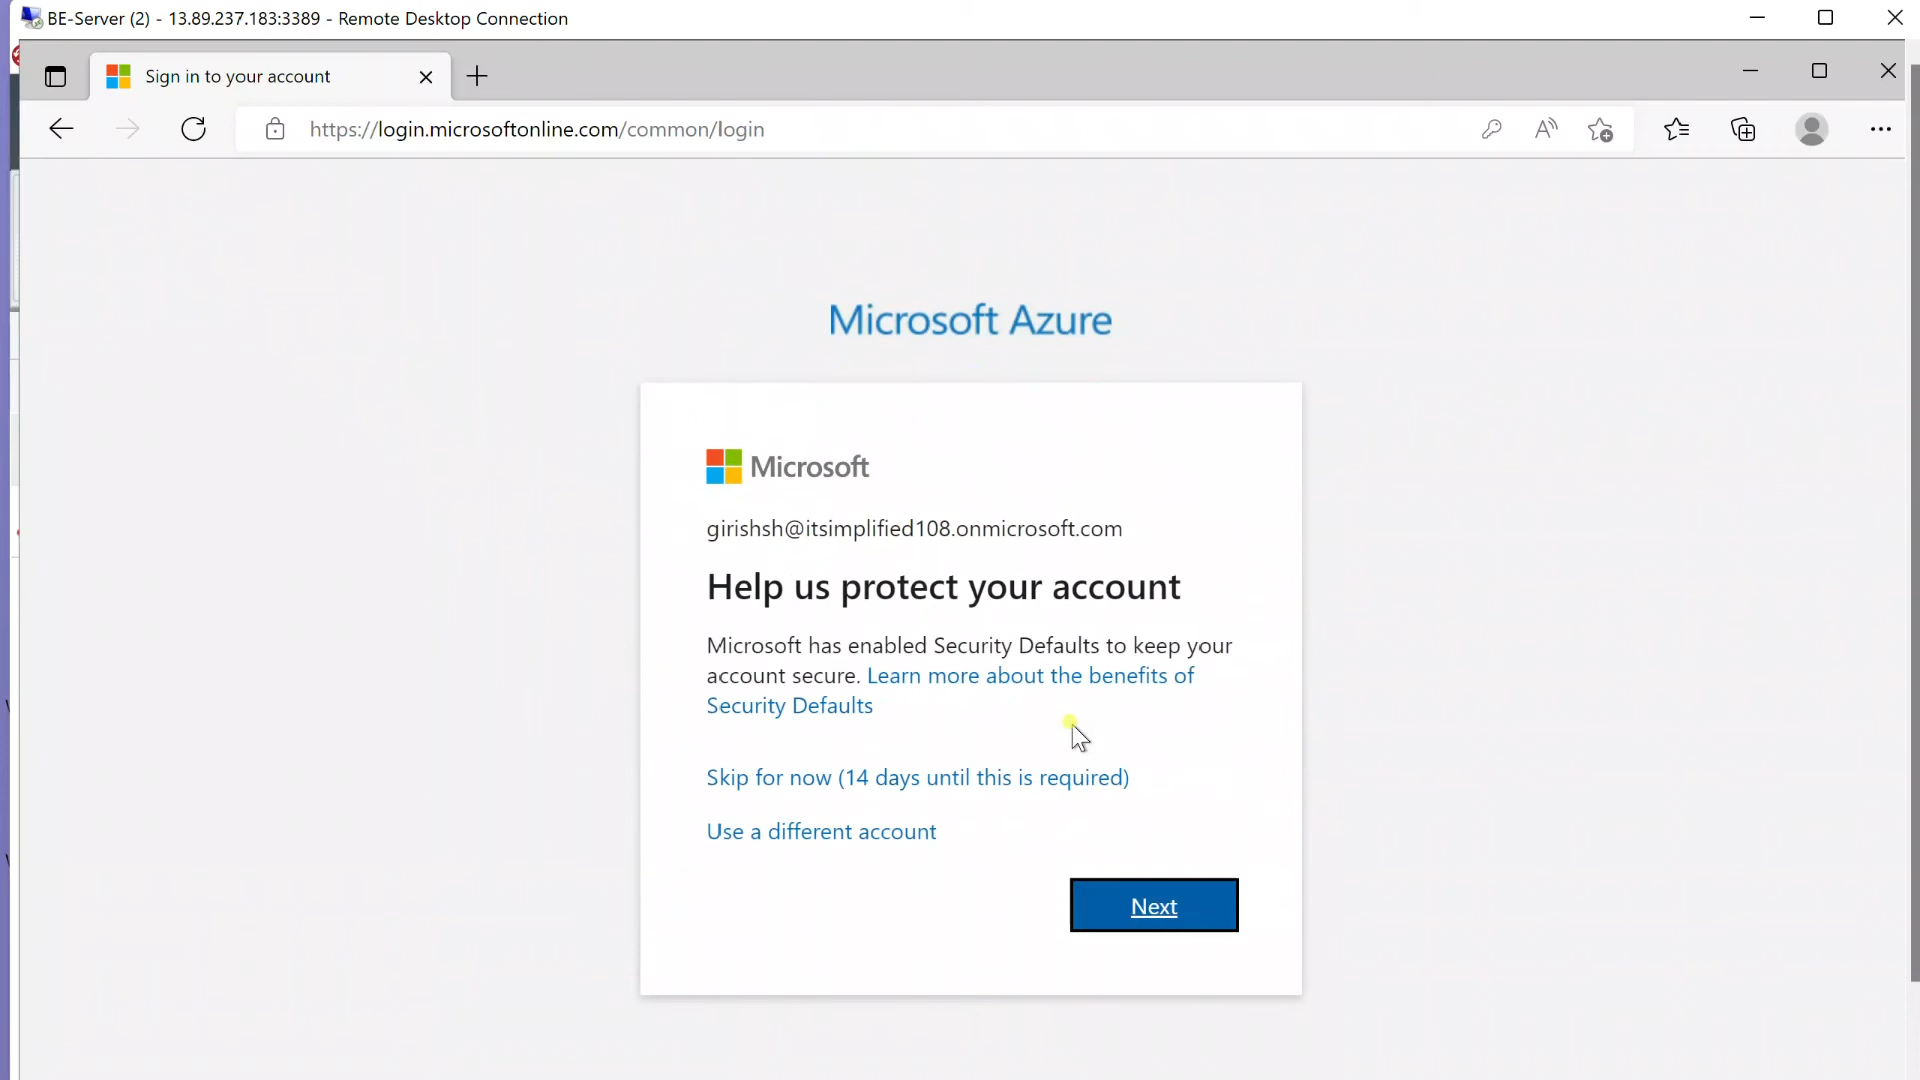 BE-Server (2) - 13.89.237.183:3389 - Remote Desktop Connection
Sign in to your account
https://login.microsoftonline.com/common/login
Microsoft Azure
Microsoft
girishsh@itsimplified108.onmicrosoft.com
Help us protect your account
Microsoft has enabled Security Defaults to keep your
account secure. Learn more about the benefits of
Security Defaults
Skip for now (14 days until this is required)
Use a different account
Next